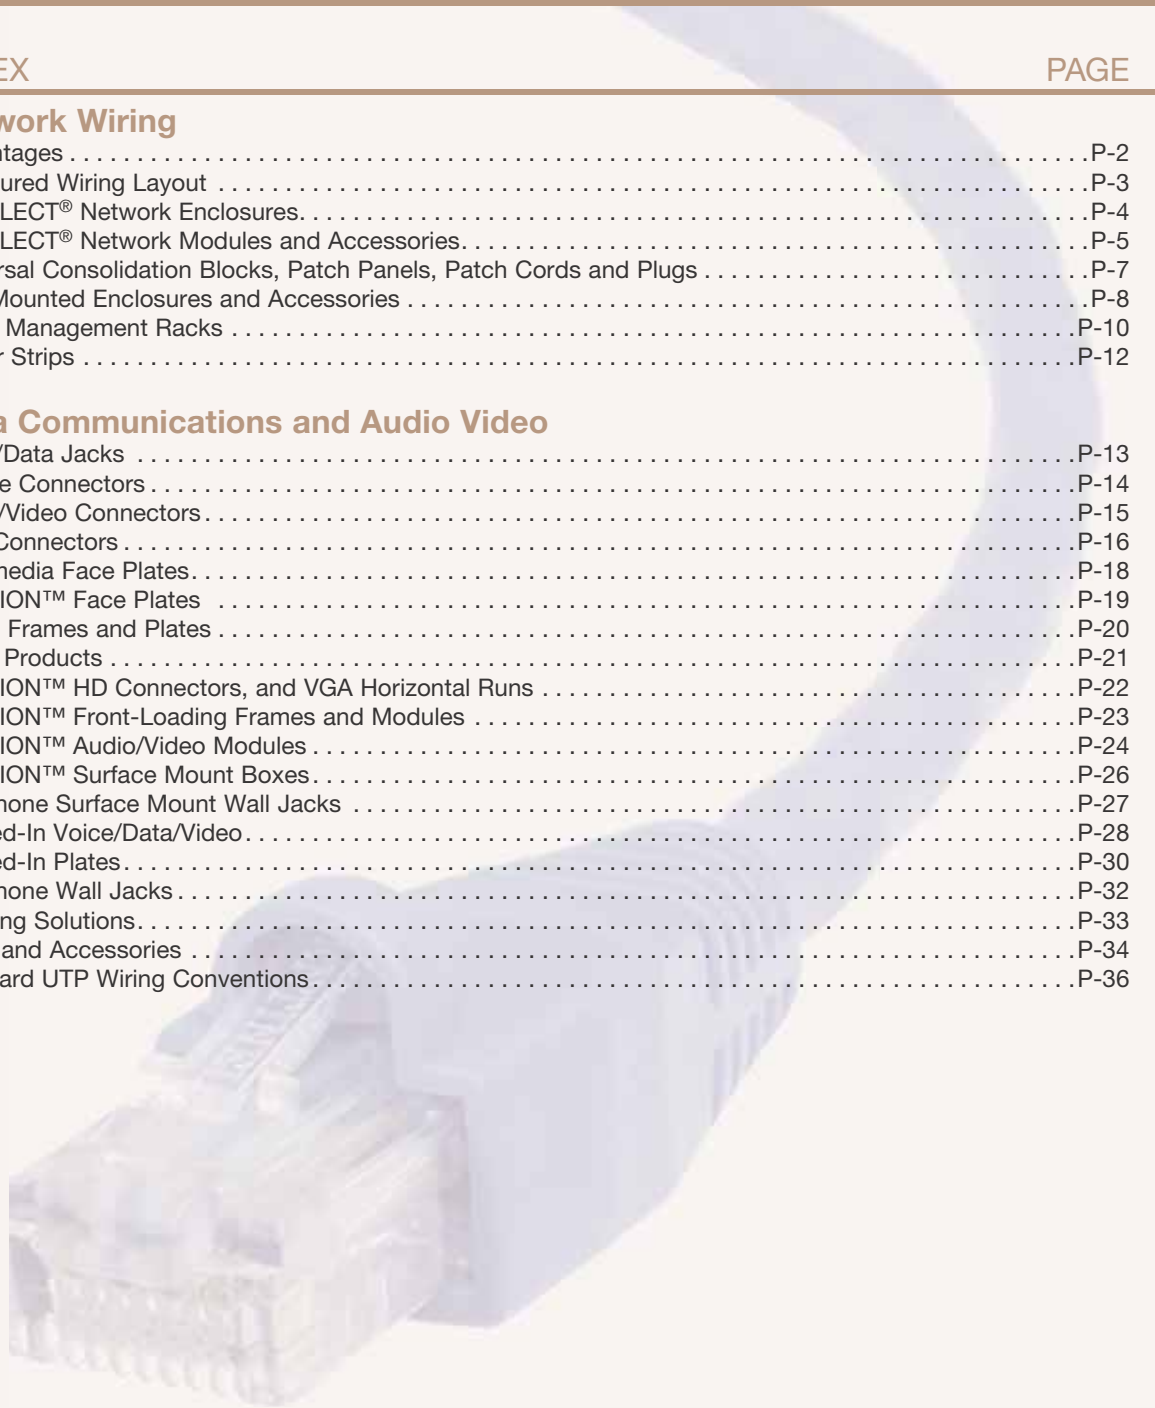 EX PAGE
work Wiring
ntages . . . . . . . . . . P-2
ured Wiring Layout . . . . . . . . . . P-3
LECT® Network Enclosures. . . . . . . . . . P-4
LECT® Network Modules and Accessories. . . . . . . . . . P-5
rsal Consolidation Blocks, Patch Panels, Patch Cords and Plugs . . . . . . . . . . P-7
Mounted Enclosures and Accessories . . . . . . . . . . P-8
Management Racks . . . . . . . . . . P-10
r Strips . . . . . . . . . . P-12
a Communications and Audio Video
/Data Jacks . . . . . . . . . . P-13
e Connectors . . . . . . . . . . P-14
/Video Connectors . . . . . . . . . . P-15
Connectors . . . . . . . . . . P-16
media Face Plates. . . . . . . . . . P-18
ION™ Face Plates . . . . . . . . . . P-19
Frames and Plates . . . . . . . . . . P-20
Products . . . . . . . . . . P-21
ION™ HD Connectors, and VGA Horizontal Runs . . . . . . . . . . P-22
ION™ Front-Loading Frames and Modules . . . . . . . . . . P-23
ION™ Audio/Video Modules . . . . . . . . . . P-24
ION™ Surface Mount Boxes. . . . . . . . . . P-26
hone Surface Mount Wall Jacks . . . . . . . . . . P-27
ed-In Voice/Data/Video . . . . . . . . . . P-28
ed-In Plates. . . . . . . . . . P-30
hone Wall Jacks . . . . . . . . . . P-32
ng Solutions. . . . . . . . . . P-33
and Accessories . . . . . . . . . . P-34
ard UTP Wiring Conventions . . . . . . . . . . P-36